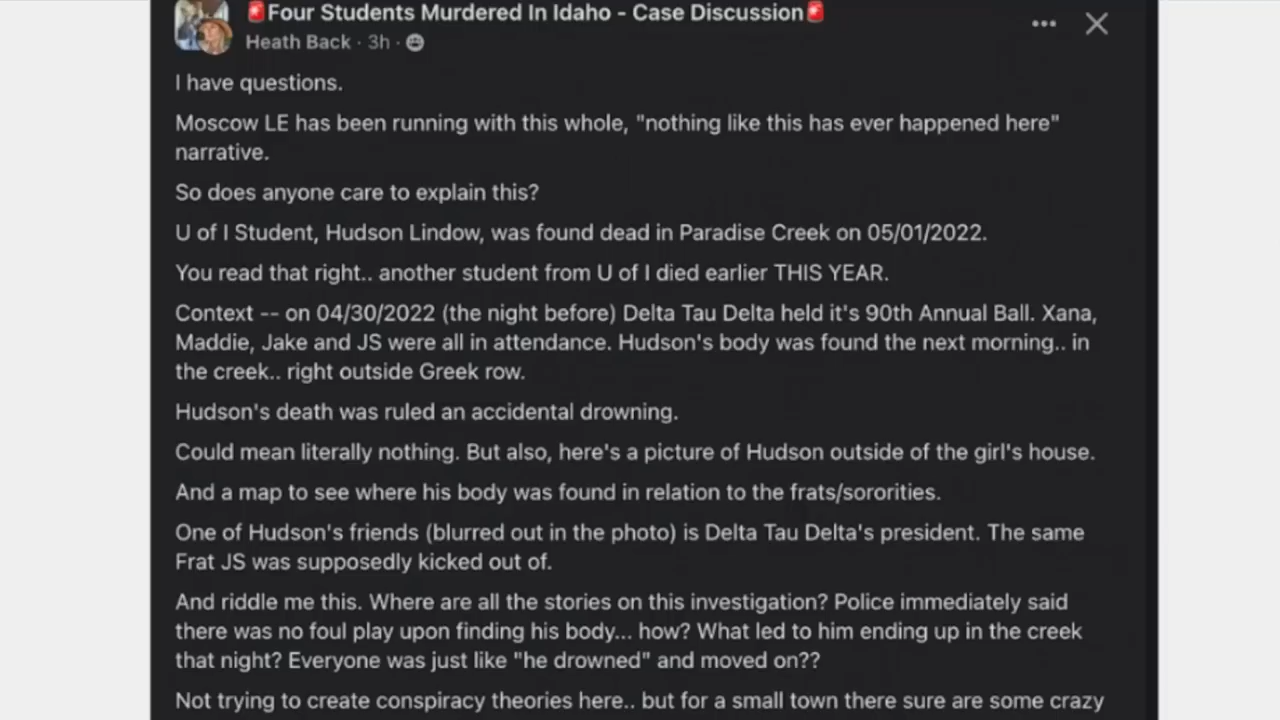 🚨Four Students Murdered In Idaho - Case Discussion🚨
Heath Back · 3h ·
I have questions.
Moscow LE has been running with this whole, "nothing like this has ever happened here"
narrative.
So does anyone care to explain this?
U of I Student, Hudson Lindow, was found dead in Paradise Creek on 05/01/2022.
You read that right.. another student from U of I died earlier THIS YEAR.
Context -- on 04/30/2022 (the night before) Delta Tau Delta held it's 90th Annual Ball. Xana,
Maddie, Jake and JS were all in attendance. Hudson's body was found the next morning.. in
the creek.. right outside Greek row.
Hudson's death was ruled an accidental drowning.
Could mean literally nothing. But also, here's a picture of Hudson outside of the girl's house.
And a map to see where his body was found in relation to the frats/sororities.
One of Hudson's friends (blurred out in the photo) is Delta Tau Delta's president. The same
Frat JS was supposedly kicked out of.
And riddle me this. Where are all the stories on this investigation? Police immediately said
there was no foul play upon finding his body... how? What led to him ending up in the creek
that night? Everyone was just like "he drowned" and moved on??
Not trying to create conspiracy theories here.. but for a small town there sure are some crazy